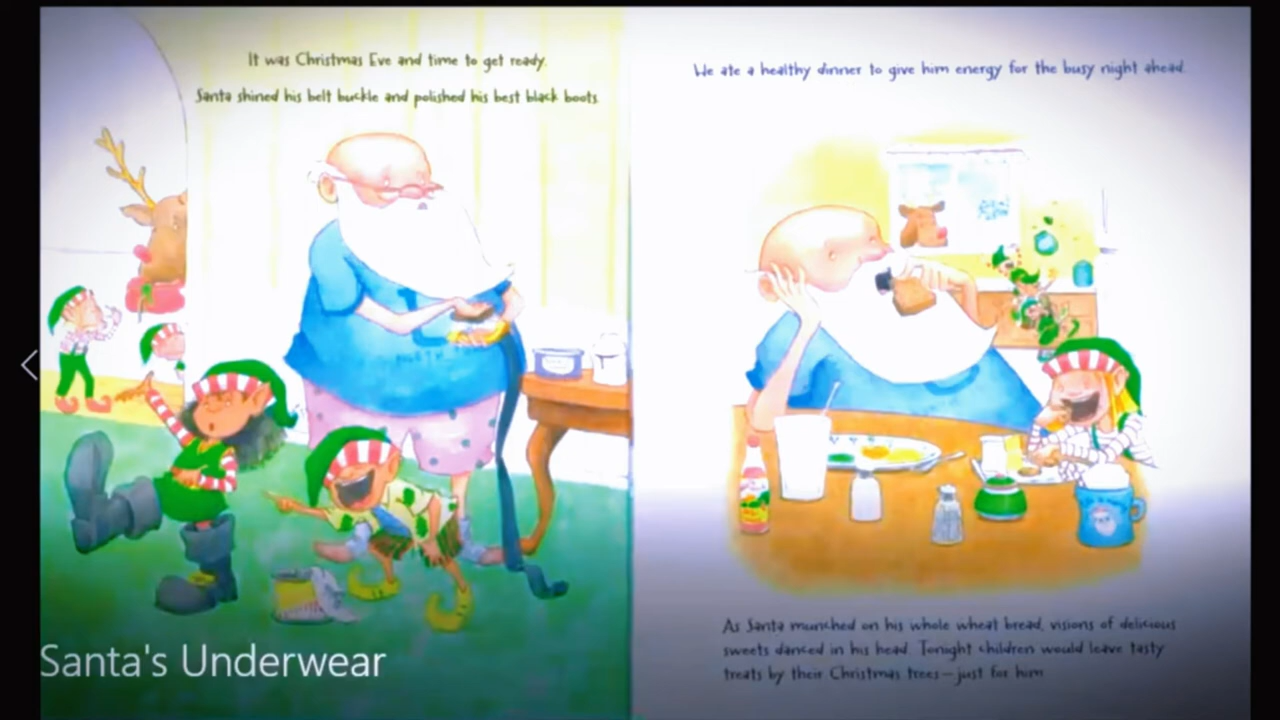 It was Christmas Eve and time to get ready.
Santa shined his belt buckle and polished his best black boots.
He ate a healthy dinner to give him energy for the busy night ahead.
As Santa munched on his whole wheat bread, visions of delicious
sweets danced in his head. Tonight children would leave tasty
treats by their Christmas trees—just for him.
Santa's Underwear